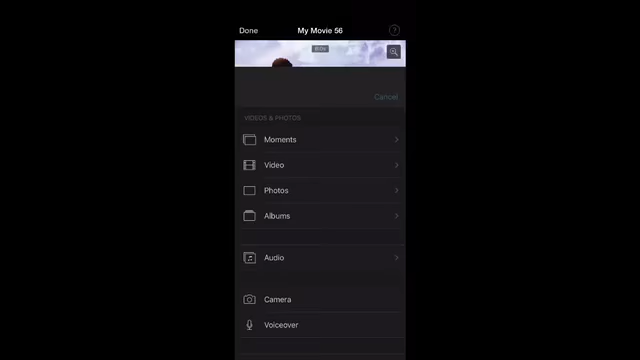 Done My Movie 56 ?
Cancel
VIDEOS & PHOTOS
Moments
Video
Photos
Albums
Audio
Camera
Voiceover